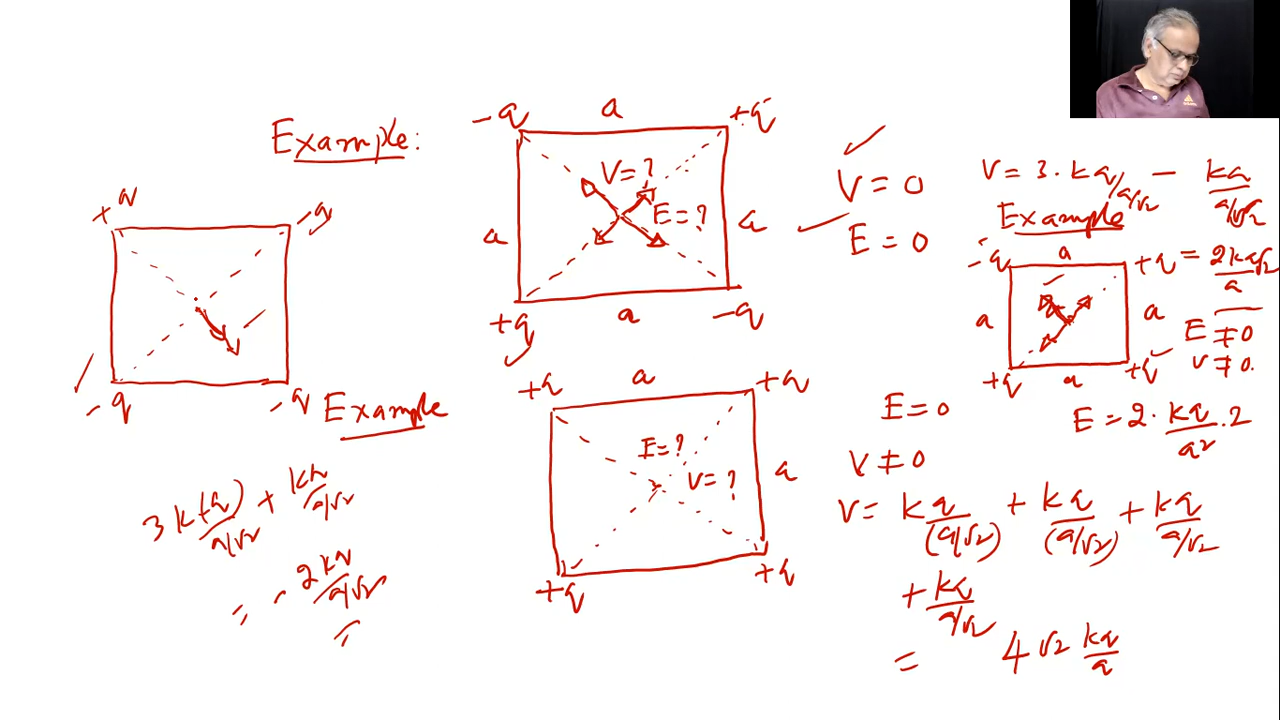 Example:
-q a +q
V=?
E=?
a a
+q a -q
V = 0
E = 0
V = 3. kq/a/√2 - kq/a/√2
Example
= 2kq√2/a
-q a +q
a a
+q a +q
E ≠ 0
V ≠ 0.
E = 2. kq/a² .2
+q -q
-q -q
3k(-q)/a/√2 + kq/a/√2
= -2kq/a/√2
=
Example
+q a +q
E=?
V=?
a
+q +q
E = 0
V ≠ 0
V = kq/(a/√2) + kq/(a/√2) + kq/a/√2
+ kq/a/√2
= 4√2 kq/a